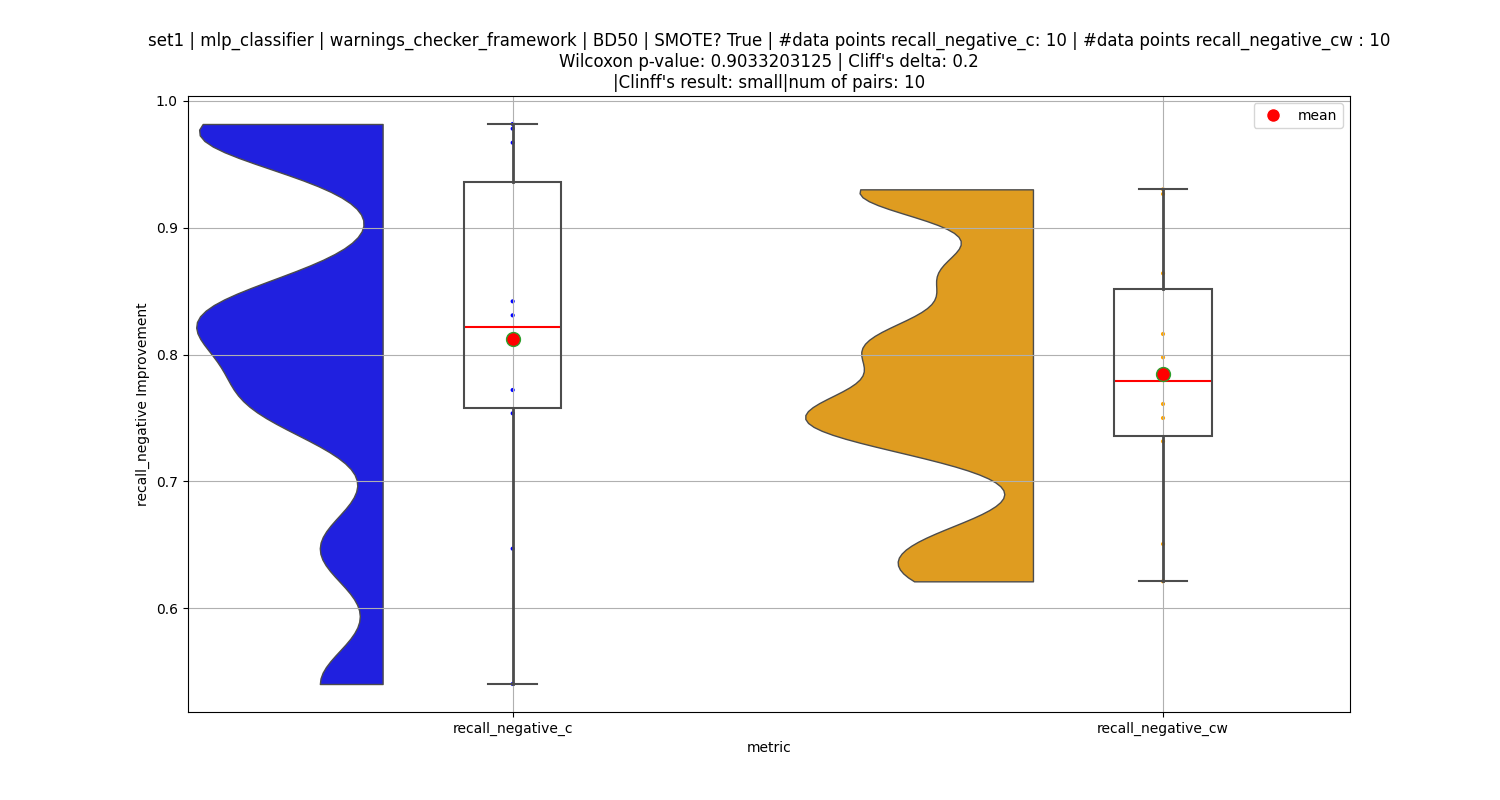 set1 | mlp_classifier | warnings_checker_framework | BD50 | SMOTE? True | #data points recall_negative_c: 10 | #data points recall_negative_cw : 10
Wilcoxon p-value: 0.9033203125 | Cliff's delta: 0.2
|Clinff's result: small|num of pairs: 10
mean
1.0
0.9
0.8
0.7
0.6
recall_negative Improvement
recall_negative_c
recall_negative_cw
metric